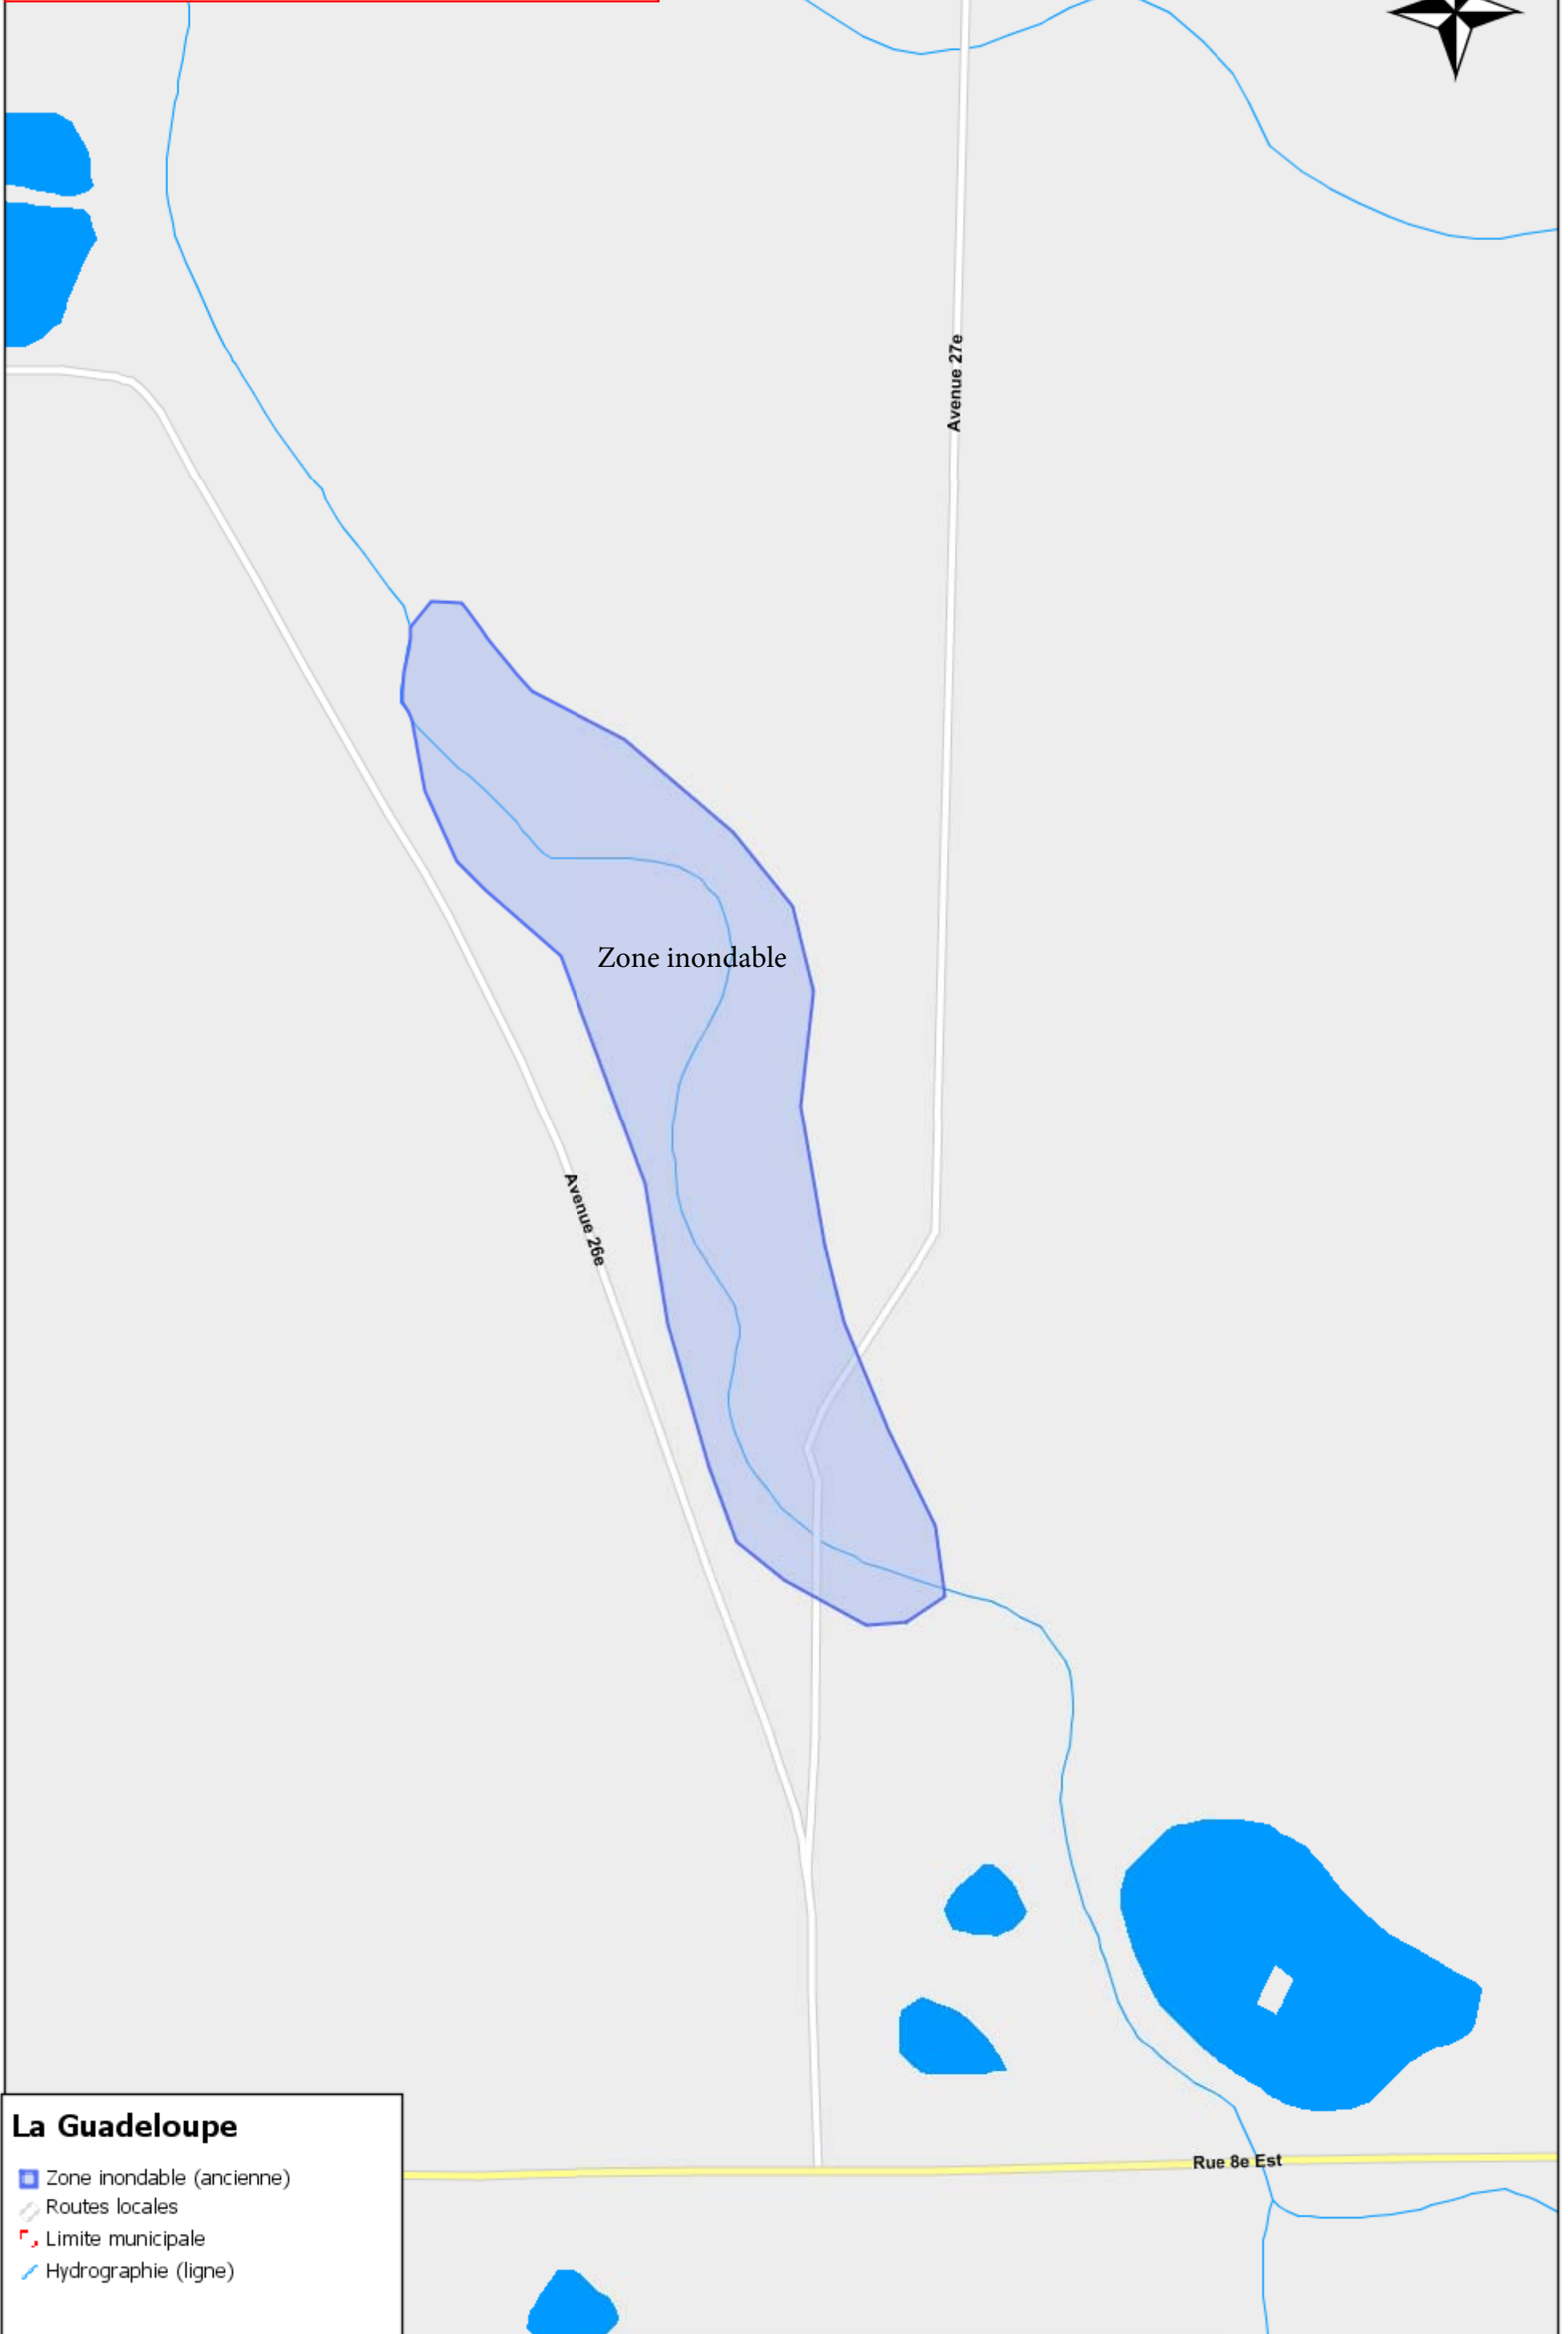 Avenue 27e
Zone inondable
Avenue 26e
Rue 8e Est
La Guadeloupe
Zone inondable (ancienne)
Routes locales
Limite municipale
Hydrographie (ligne)